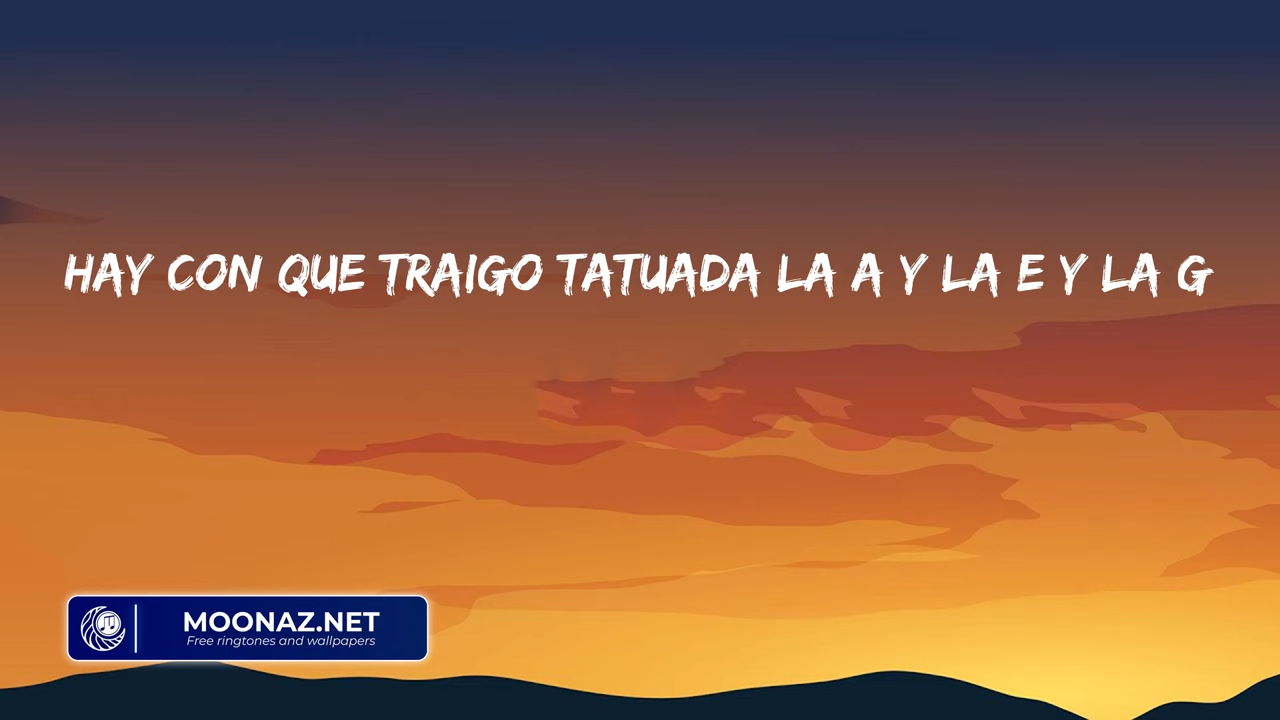 HAY CON QUE TRAIGO TATUADA LA A Y LA E Y LA G
MOONAZ.NET
Free ringtones and wallpapers